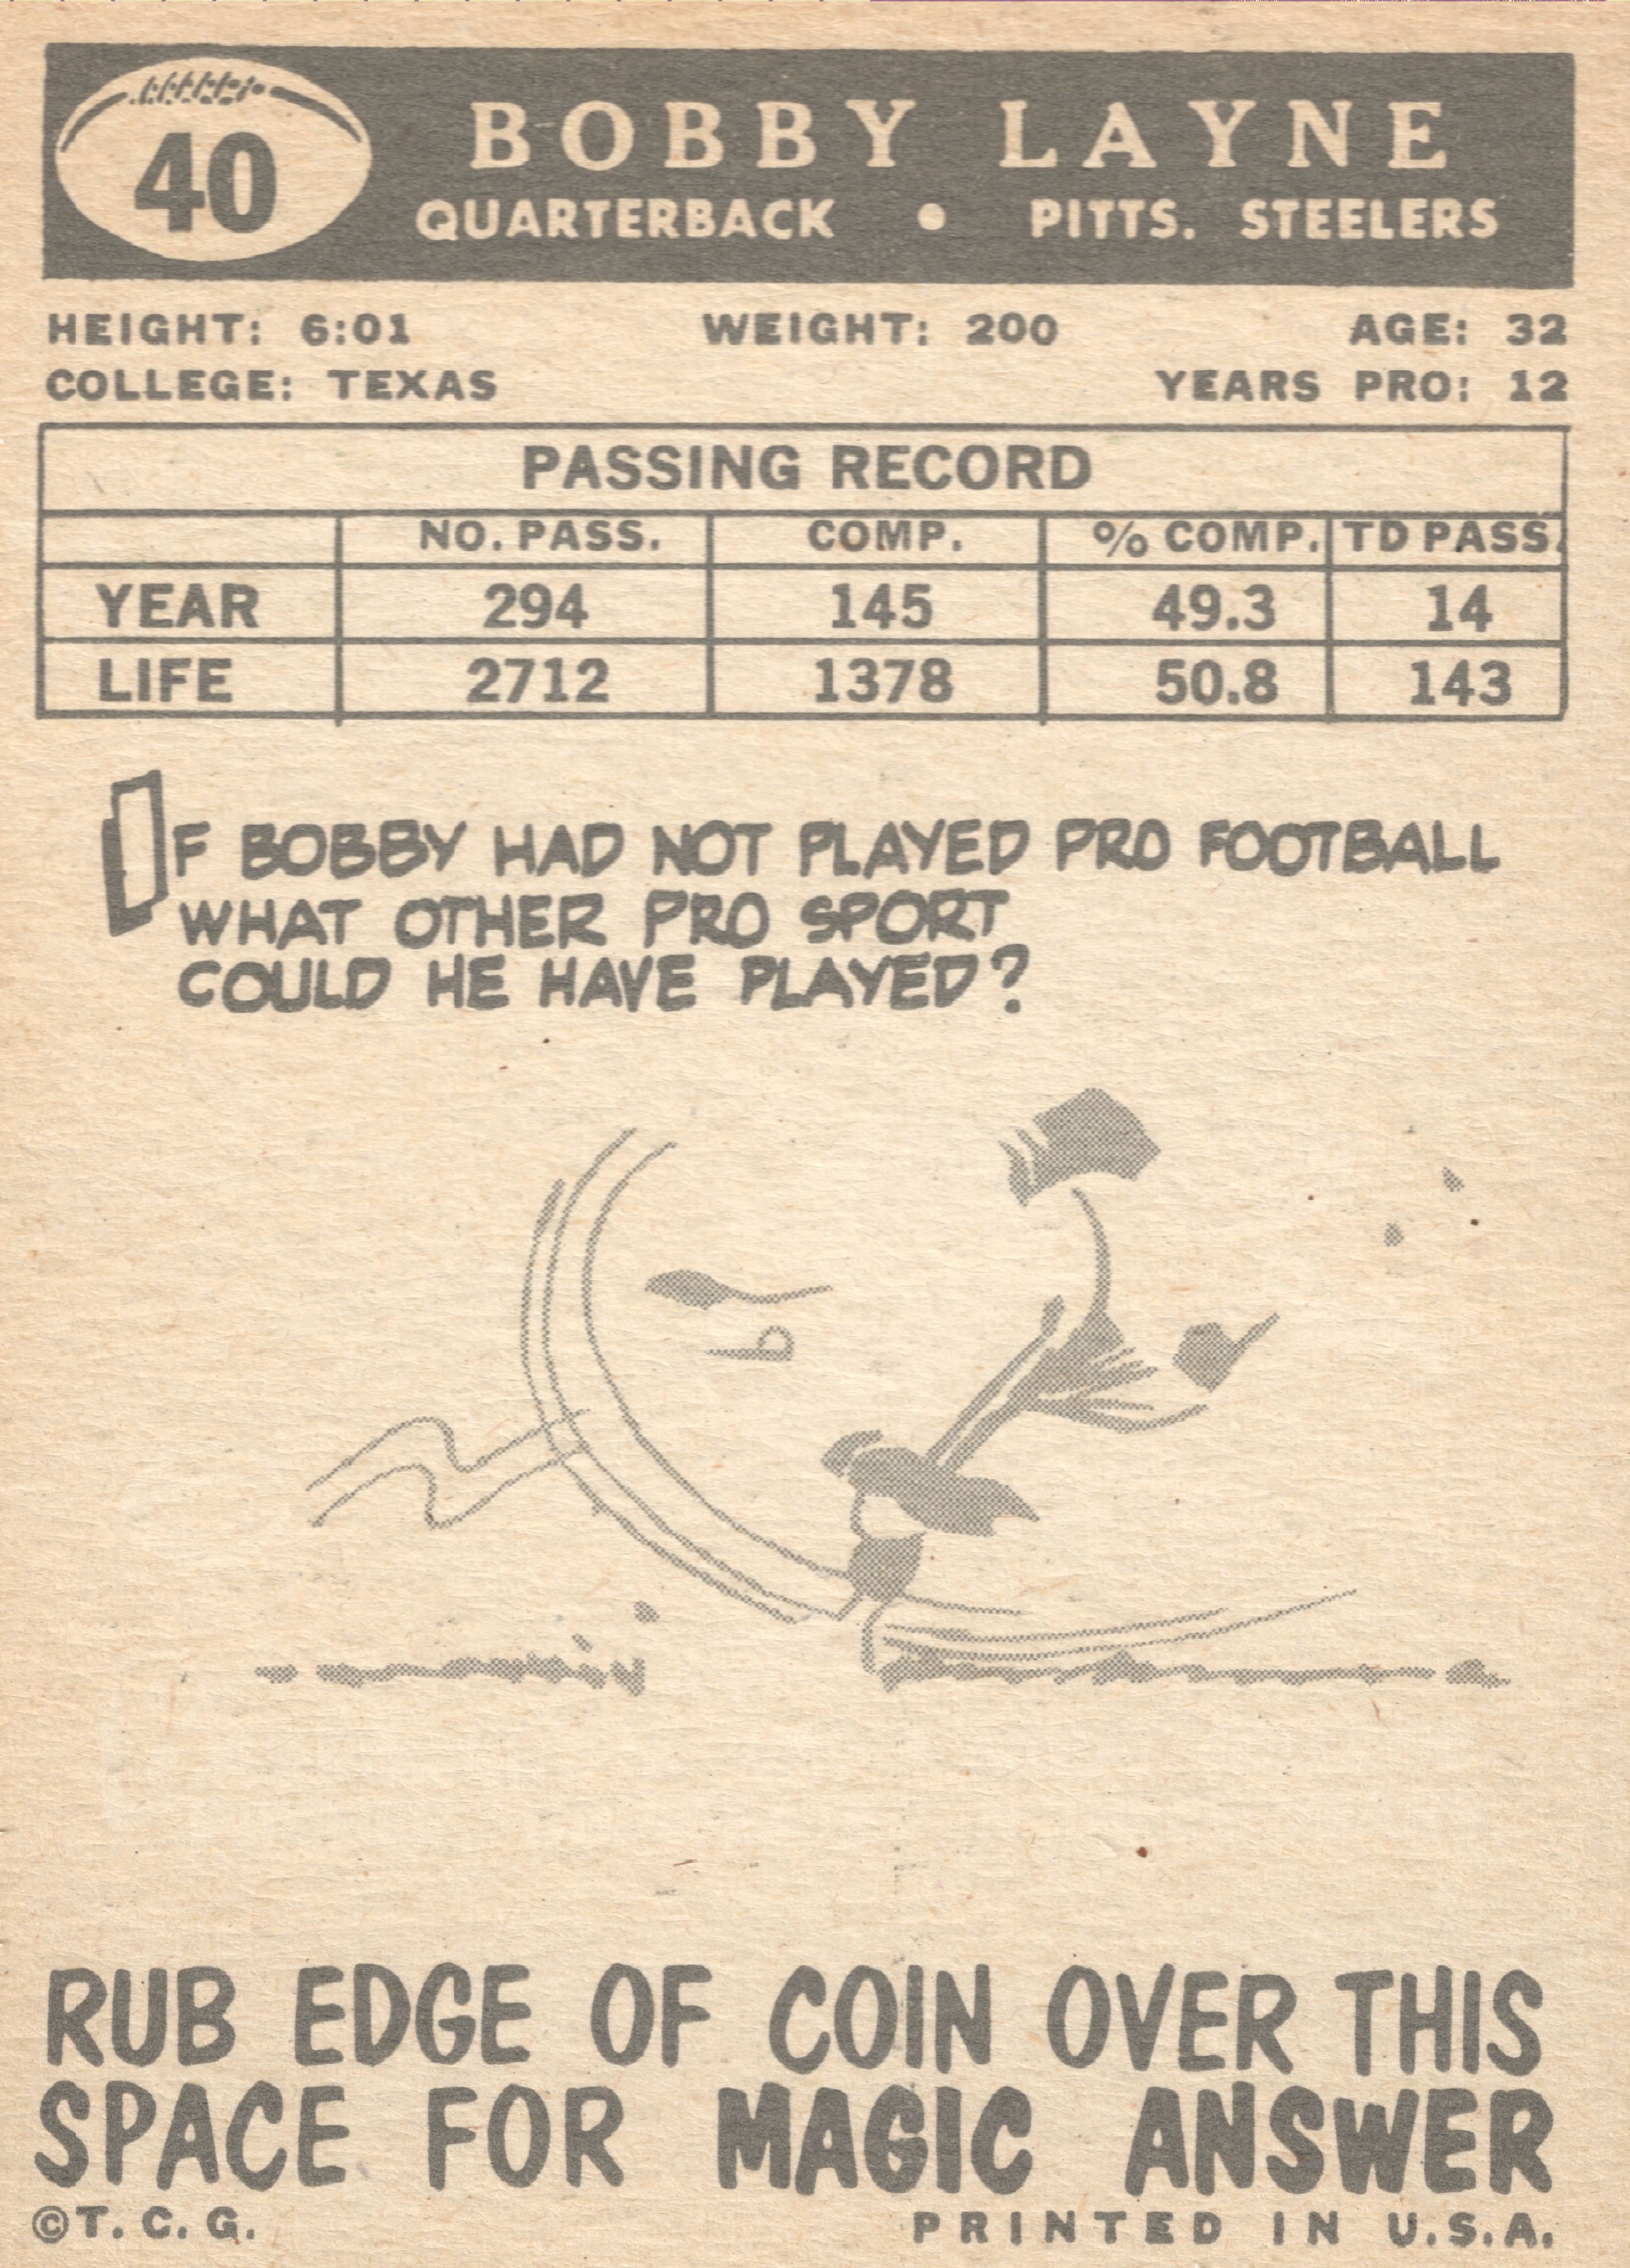 40
BOBBY LAYNE
QUARTERBACK • PITTS. STEELERS
HEIGHT: 6:01 WEIGHT: 200 AGE: 32
COLLEGE: TEXAS YEARS PRO: 12
PASSING RECORD
NO. PASS. COMP. % COMP. TD PASS.
YEAR 294 145 49.3 14
LIFE 2712 1378 50.8 143
IF BOBBY HAD NOT PLAYED PRO FOOTBALL
WHAT OTHER PRO SPORT
COULD HE HAVE PLAYED?
RUB EDGE OF COIN OVER THIS
SPACE FOR MAGIC ANSWER
©T. C. G. PRINTED IN U.S.A.